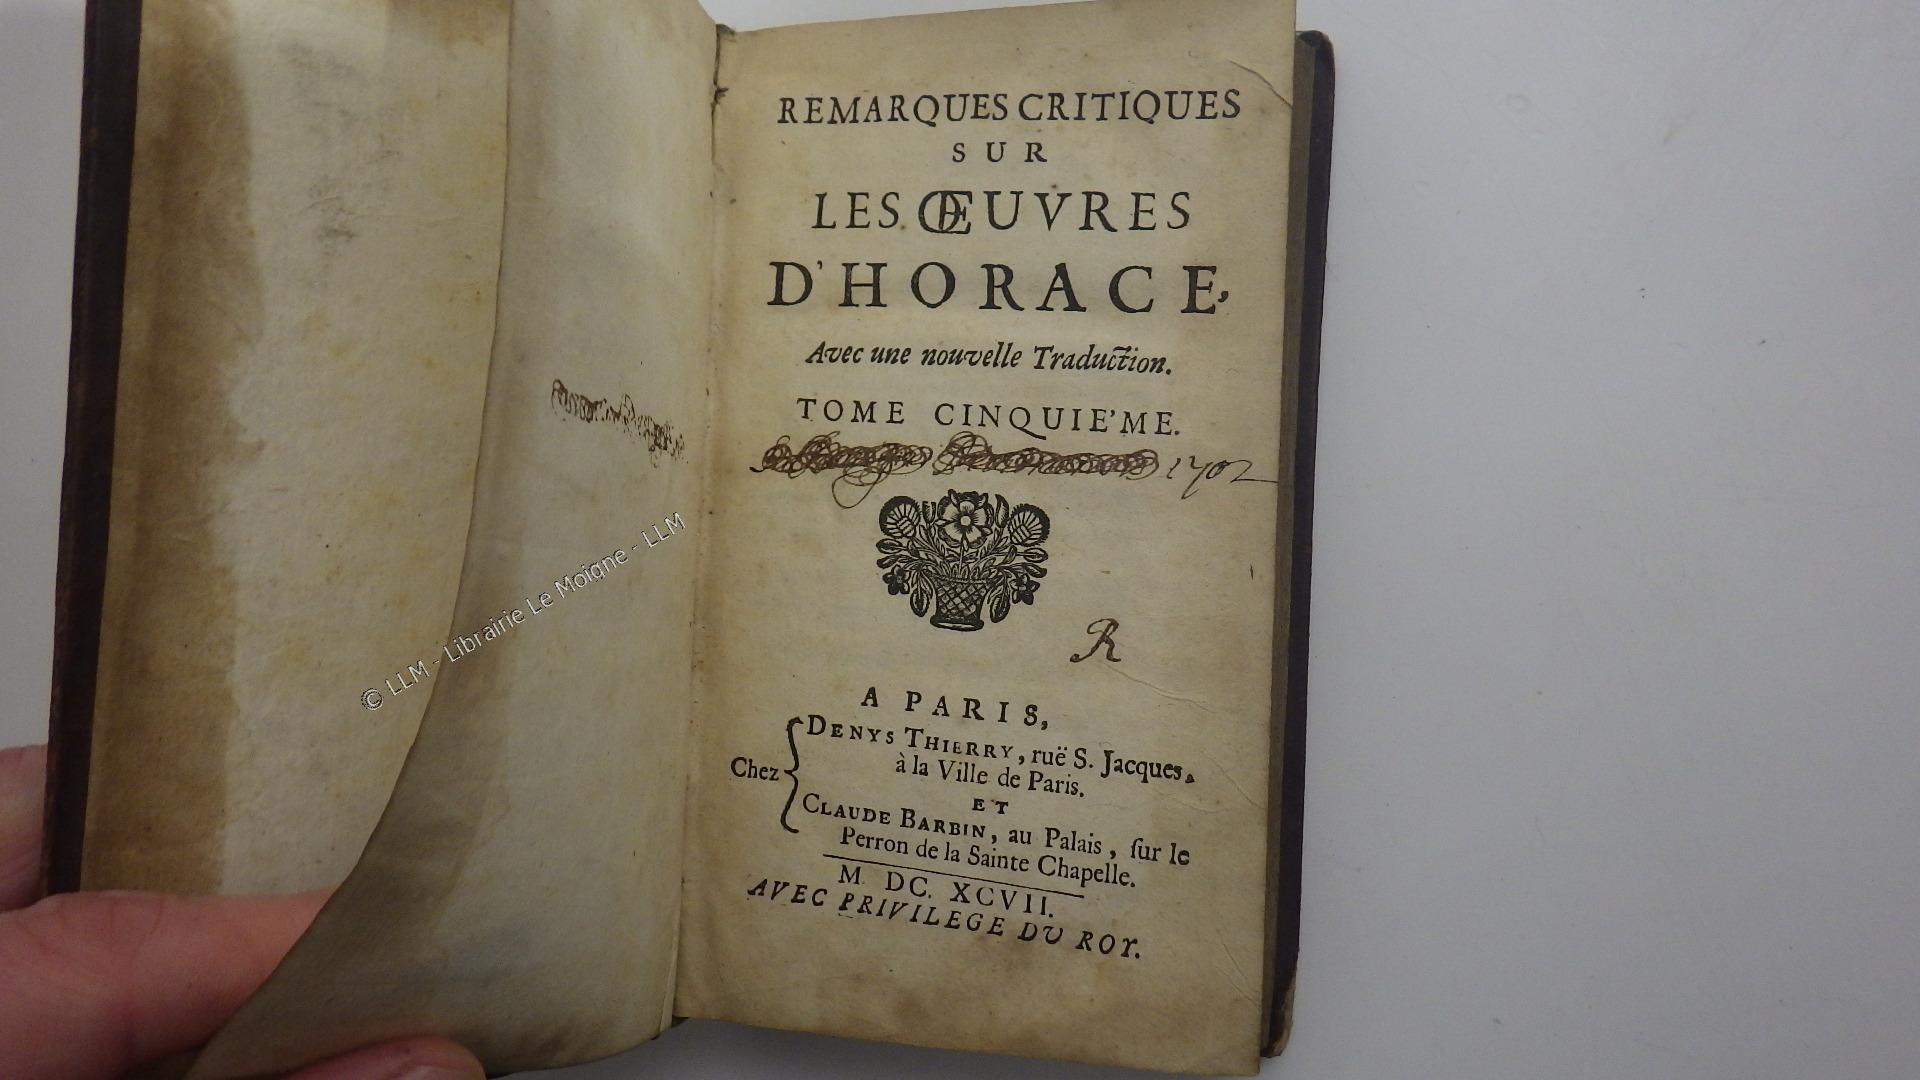 REMARQUES CRITIQUES
SUR
LES ŒUVRES
D'HORACE,
Avec une nouvelle Traduction.
TOME CINQUIE'ME.
1702
R
A PARIS,
Chez
DENYS THIERRY, ruë S. Jacques,
à la Ville de Paris.
ET
CLAUDE BARBIN, au Palais, ſur le
Perron de la Sainte Chapelle.
M. DC. XCVII.
AVEC PRIVILEGE DU ROY.
© LLM - Librairie Le Moigne - LLM